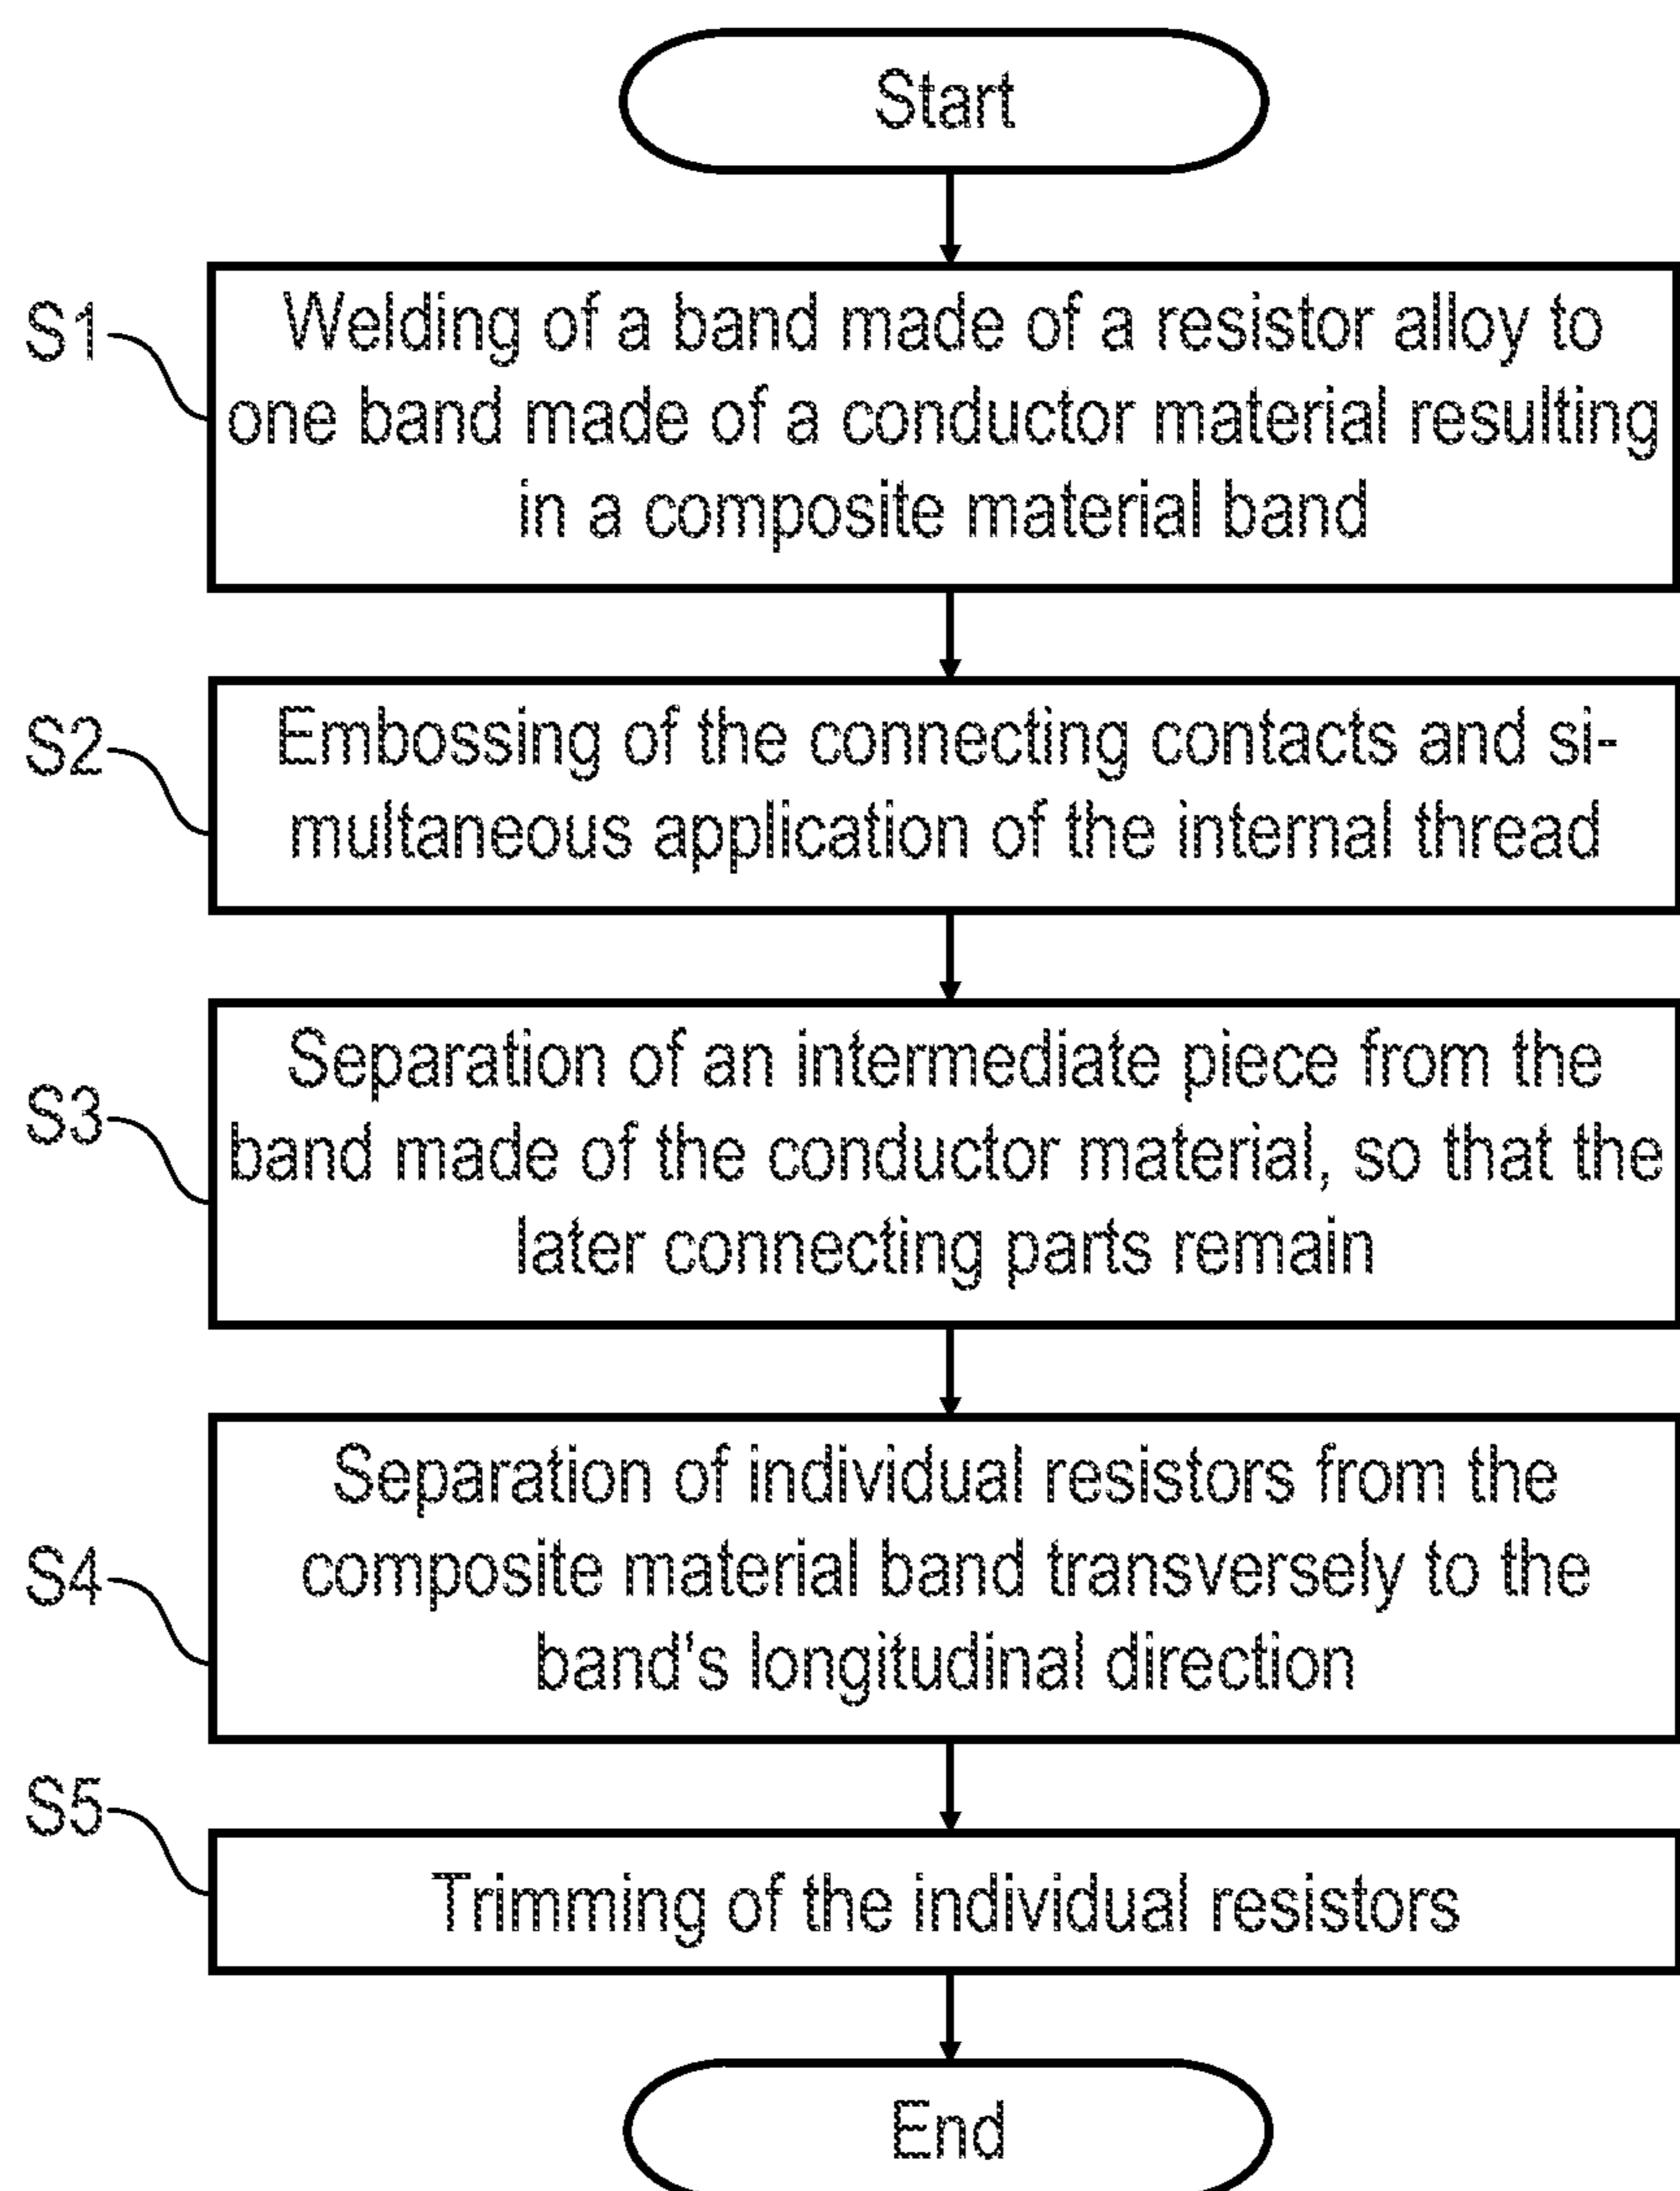 Start
S1
Welding of a band made of a resistor alloy to
one band made of a conductor material resulting
in a composite material band
S2
Embossing of the connecting contacts and si-
multaneous application of the internal thread
S3
Separation of an intermediate piece from the
band made of the conductor material, so that the
later connecting parts remain
S4
Separation of individual resistors from the
composite material band transversely to the
band's longitudinal direction
S5
Trimming of the individual resistors
End